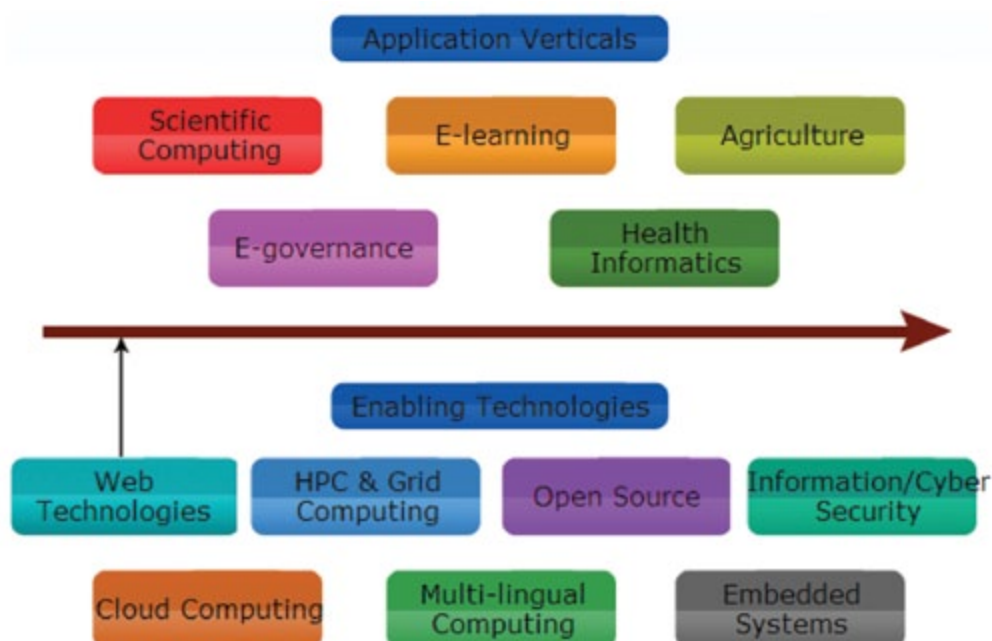 Application Verticals
Scientific
Computing
E-learning
Agriculture
E-governance
Health
Informatics
Enabling Technologies
Web
Technologies
HPC & Grid
Computing
Open Source
Information/Cyber
Security
Cloud Computing
Multi-lingual
Computing
Embedded
Systems